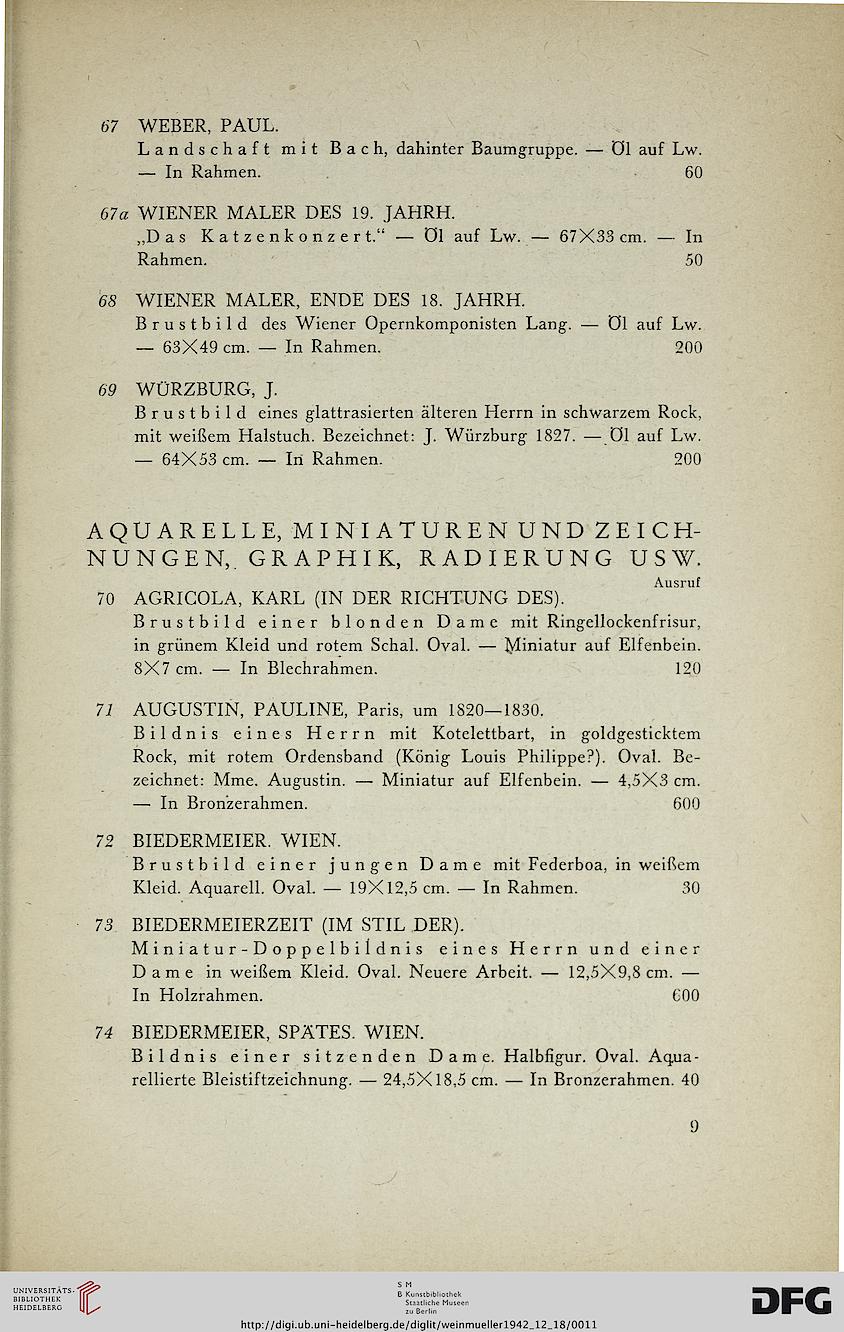 67 WEBER, PAUL.
Landschaft mit Bach, dahinter Baumgruppe. — Öl auf Lw.
— In Rahmen. 60
67a WIENER MALER DES 19. JAHRH.
„Das Katzenkonzert.“ — Öl auf Lw. — 67×33 cm. — In
Rahmen. 50
68 WIENER MALER, ENDE DES 18. JAHRH.
Brustbild des Wiener Opernkomponisten Lang. — Öl auf Lw.
— 63×49 cm. — In Rahmen. 200
69 WÜRZBURG, J.
Brustbild eines glattrasierten älteren Herrn in schwarzem Rock,
mit weißem Halstuch. Bezeichnet: J. Würzburg 1827. — Öl auf Lw.
— 64×53 cm. — In Rahmen. 200
AQUARELLE, MINIATUREN UND ZEICH-
NUNGEN, GRAPHIK, RADIERUNG USW.
Ausruf
70 AGRICOLA, KARL (IN DER RICHTUNG DES).
Brustbild einer blonden Dame mit Ringellockenfrisur,
in grünem Kleid und rotem Schal. Oval. — Miniatur auf Elfenbein.
8×7 cm. — In Blechrahmen. 120
71 AUGUSTIN, PAULINE, Paris, um 1820—1830.
Bildnis eines Herrn mit Kotelettbart, in goldgesticktem
Rock, mit rotem Ordensband (König Louis Philippe?). Oval. Be-
zeichnet: Mme. Augustin. — Miniatur auf Elfenbein. — 4,5×3 cm.
— In Bronzerahmen. 600
72 BIEDERMEIER. WIEN.
Brustbild einer jungen Dame mit Federboa, in weißem
Kleid. Aquarell. Oval. — 19×12,5 cm. — In Rahmen. 30
73 BIEDERMEIERZEIT (IM STIL DER).
Miniatur-Doppelbildnis eines Herrn und einer
Dame in weißem Kleid. Oval. Neuere Arbeit. — 12,5×9,8 cm. —
In Holzrahmen. 600
74 BIEDERMEIER, SPÄTES. WIEN.
Bildnis einer sitzenden Dame. Halbfigur. Oval. Aqua-
rellierte Bleistiftzeichnung. — 24,5×18,5 cm. — In Bronzerahmen. 40
9
UNIVERSITÄTS-
BIBLIOTHEK
HEIDELBERG
S M
B Kunstbibliothek
Staatliche Museen
zu Berlin
DFG
http://digi.ub.uni-heidelberg.de/diglit/weinmueller1942_12_18/0011